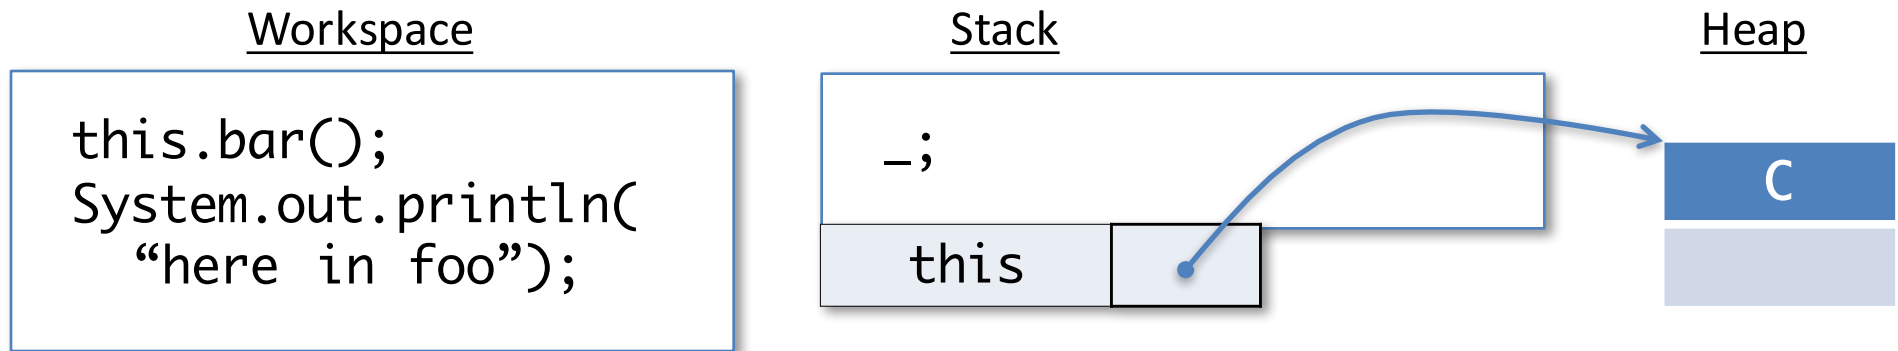 Workspace
Stack
Heap
this.bar();
System.out.println(
“here in foo”);
_;
this
C